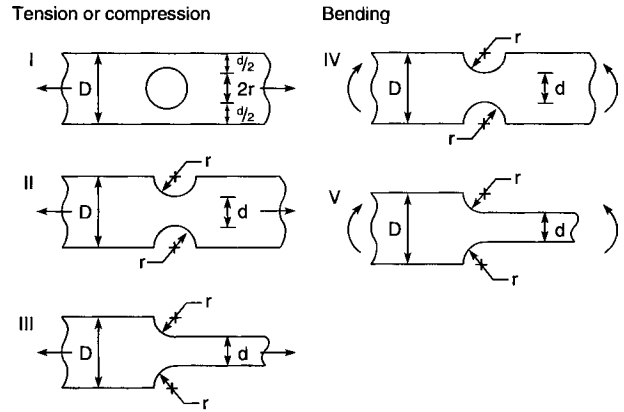 Tension or compression
I
D
d/2
2r
d/2
II
r
D
d
r
III
r
D
d
r
Bending
IV
r
D
d
r
V
r
D
d
r